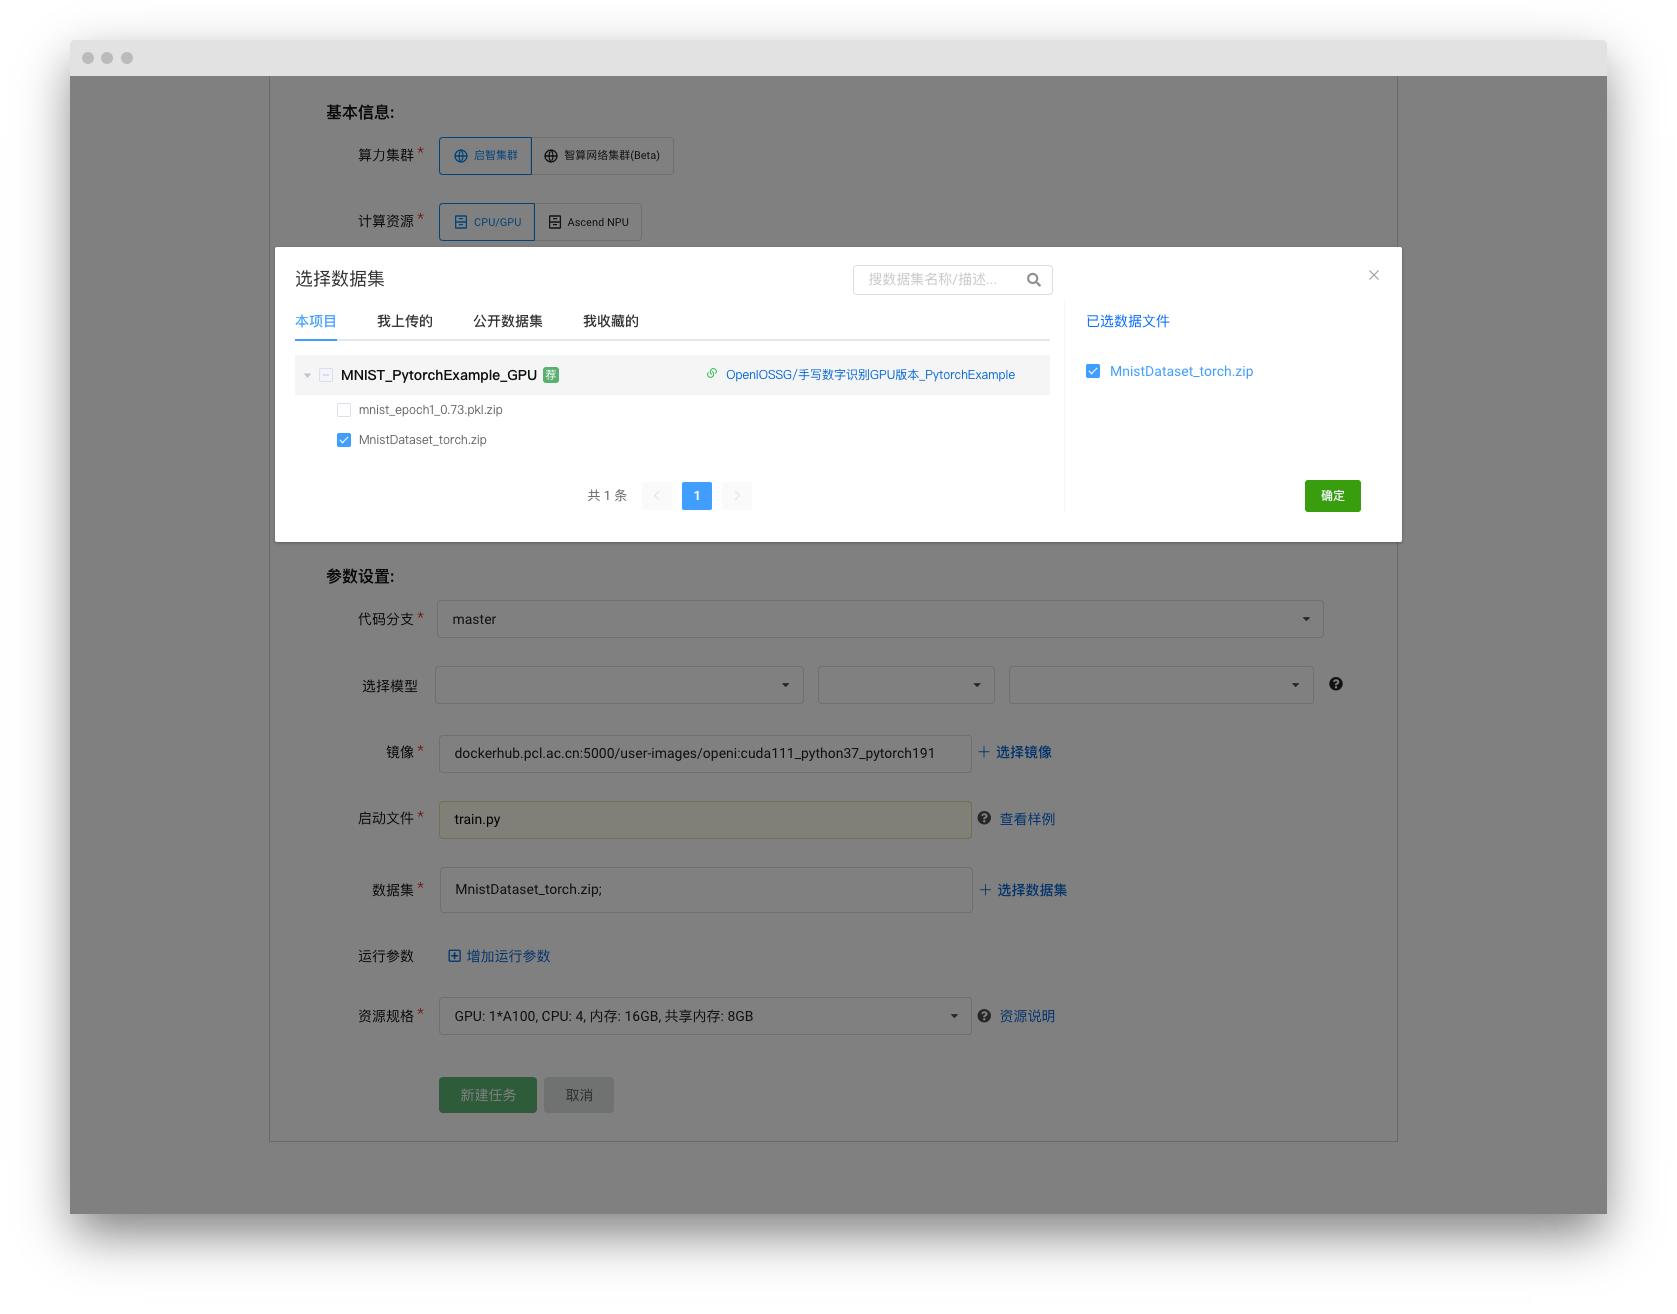 基本信息:
算力集群 * 启智集群 智算网络集群(Beta)
计算资源 * CPU/GPU Ascend NPU
选择数据集 搜数据集名称/描述...
本项目 我上传的 公开数据集 我收藏的 已选数据文件
MNIST_PytorchExample_GPU 荐 OpenIOSSG/手写数字识别GPU版本_PytorchExample MnistDataset_torch.zip
mnist_epoch1_0.73.pkl.zip
MnistDataset_torch.zip
共 1 条 1 确定
参数设置:
代码分支 * master
选择模型
镜像 * dockerhub.pcl.ac.cn:5000/user-images/openi:cuda111_python37_pytorch191 选择镜像
启动文件 * train.py 查看样例
数据集 * MnistDataset_torch.zip; 选择数据集
运行参数 增加运行参数
资源规格 * GPU: 1*A100, CPU: 4, 内存: 16GB, 共享内存: 8GB 资源说明
新建任务 取消